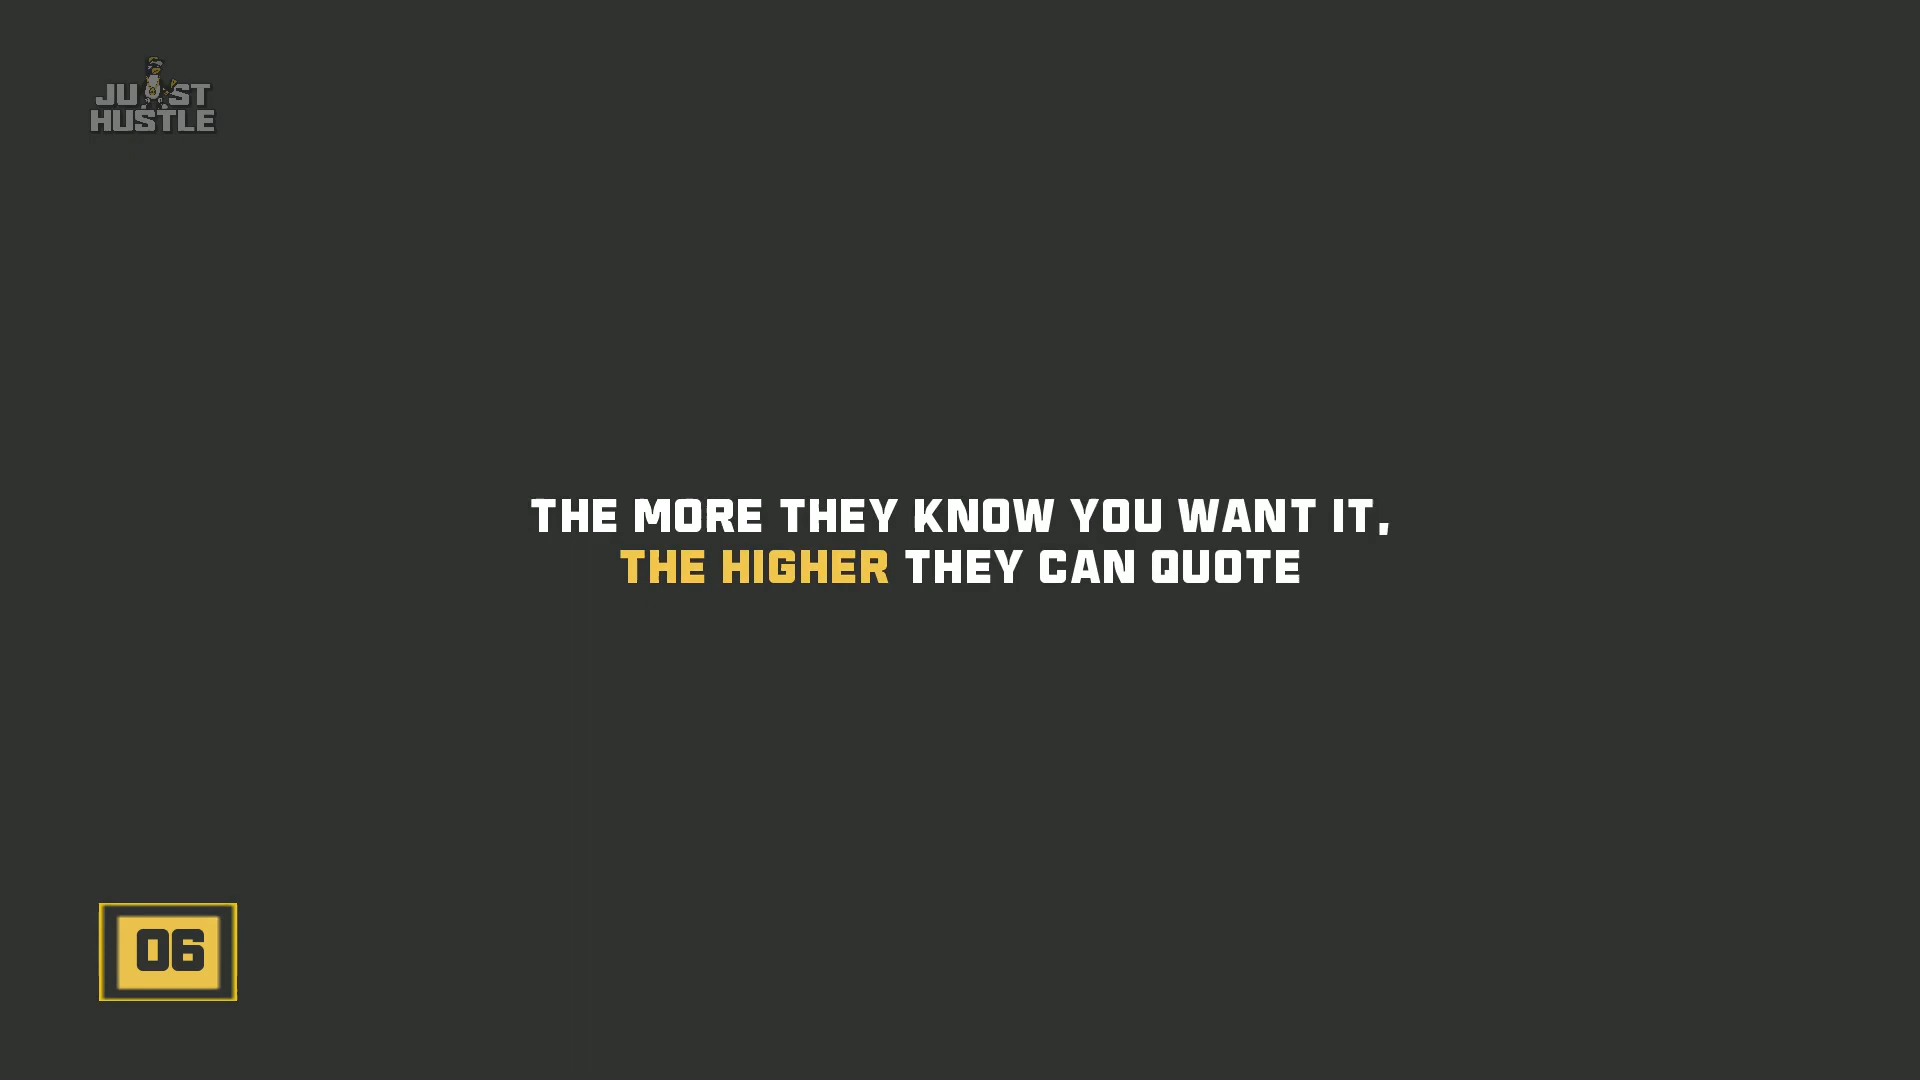 JUST
HUSTLE
THE MORE THEY KNOW YOU WANT IT,
THE HIGHER THEY CAN QUOTE
06